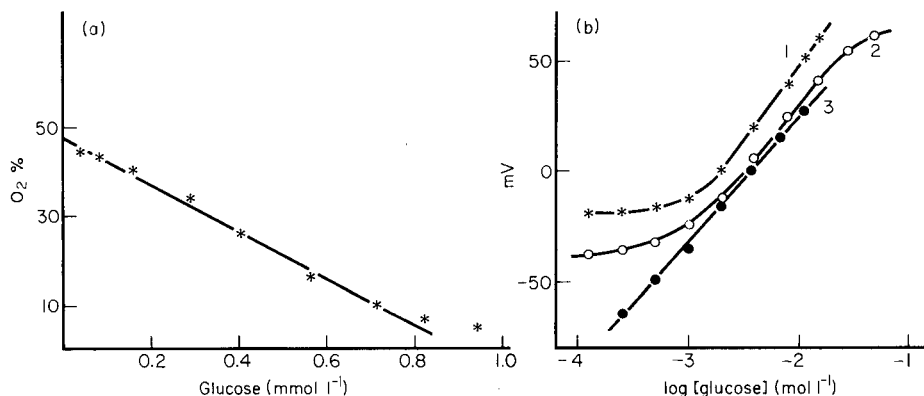 (a)
O₂ %
50
30
10
0.2 0.4 0.6 0.8 1.0
Glucose (mmol l⁻¹)
(b)
mV
50
0
−50
1
2
3
−4 −3 −2 −1
log [glucose] (mol l⁻¹)